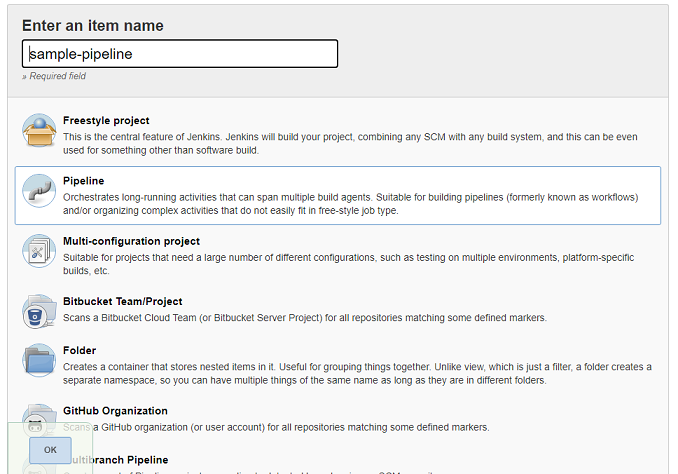 Enter an item name
sample-pipeline
» Required field
Freestyle project
This is the central feature of Jenkins. Jenkins will build your project, combining any SCM with any build system, and this can be even
used for something other than software build.
Pipeline
Orchestrates long-running activities that can span multiple build agents. Suitable for building pipelines (formerly known as workflows)
and/or organizing complex activities that do not easily fit in free-style job type.
Multi-configuration project
Suitable for projects that need a large number of different configurations, such as testing on multiple environments, platform-specific
builds, etc.
Bitbucket Team/Project
Scans a Bitbucket Cloud Team (or Bitbucket Server Project) for all repositories matching some defined markers.
Folder
Creates a container that stores nested items in it. Useful for grouping things together. Unlike view, which is just a filter, a folder creates a
separate namespace, so you can have multiple things of the same name as long as they are in different folders.
GitHub Organization
Scans a GitHub organization (or user account) for all repositories matching some defined markers.
OK
Multibranch Pipeline